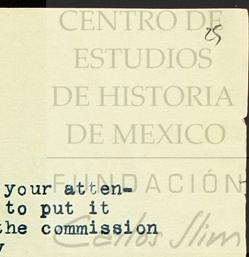 CENTRO DE
25
ESTUDIOS
DE HISTORIA
DE MEXICO
FUNDACIÓN
Carlos Slim
your atten-
to put it
the commission